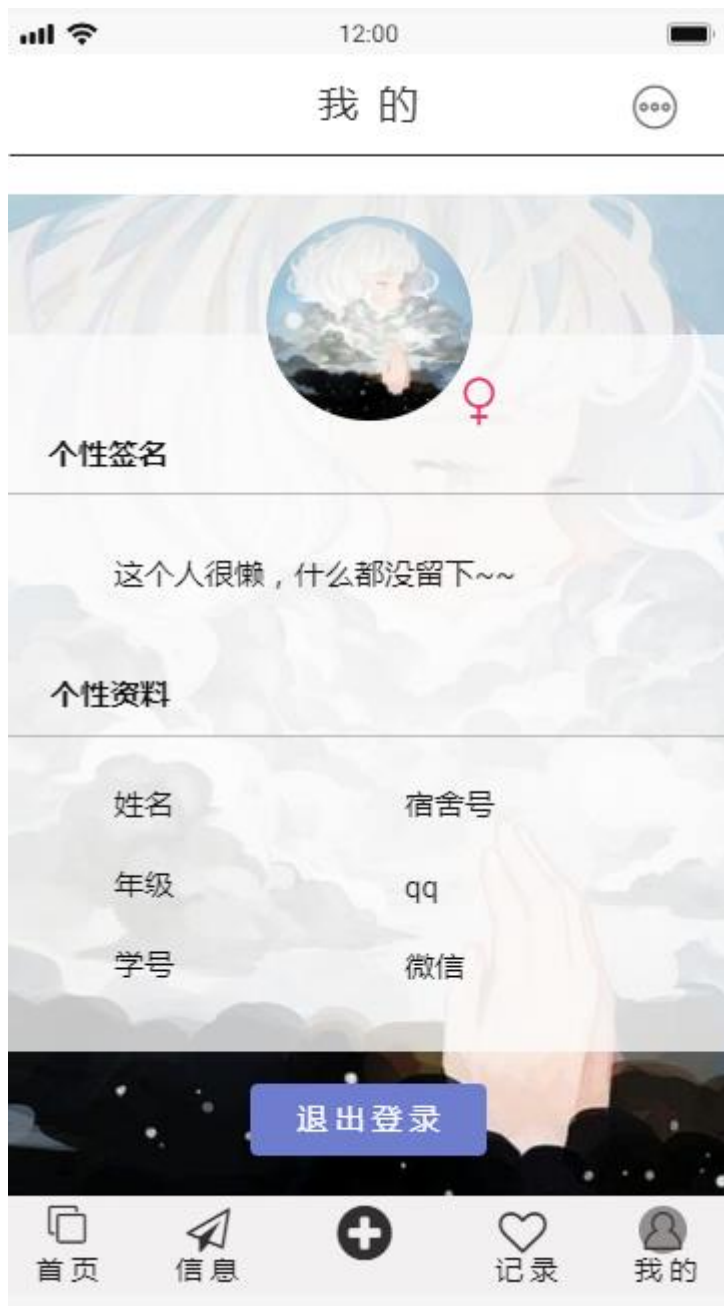 12:00
我的
个性签名
这个人很懒，什么都没留下~~
个性资料
姓名 宿舍号
年级 qq
学号 微信
退出登录
首页 信息 记录 我的